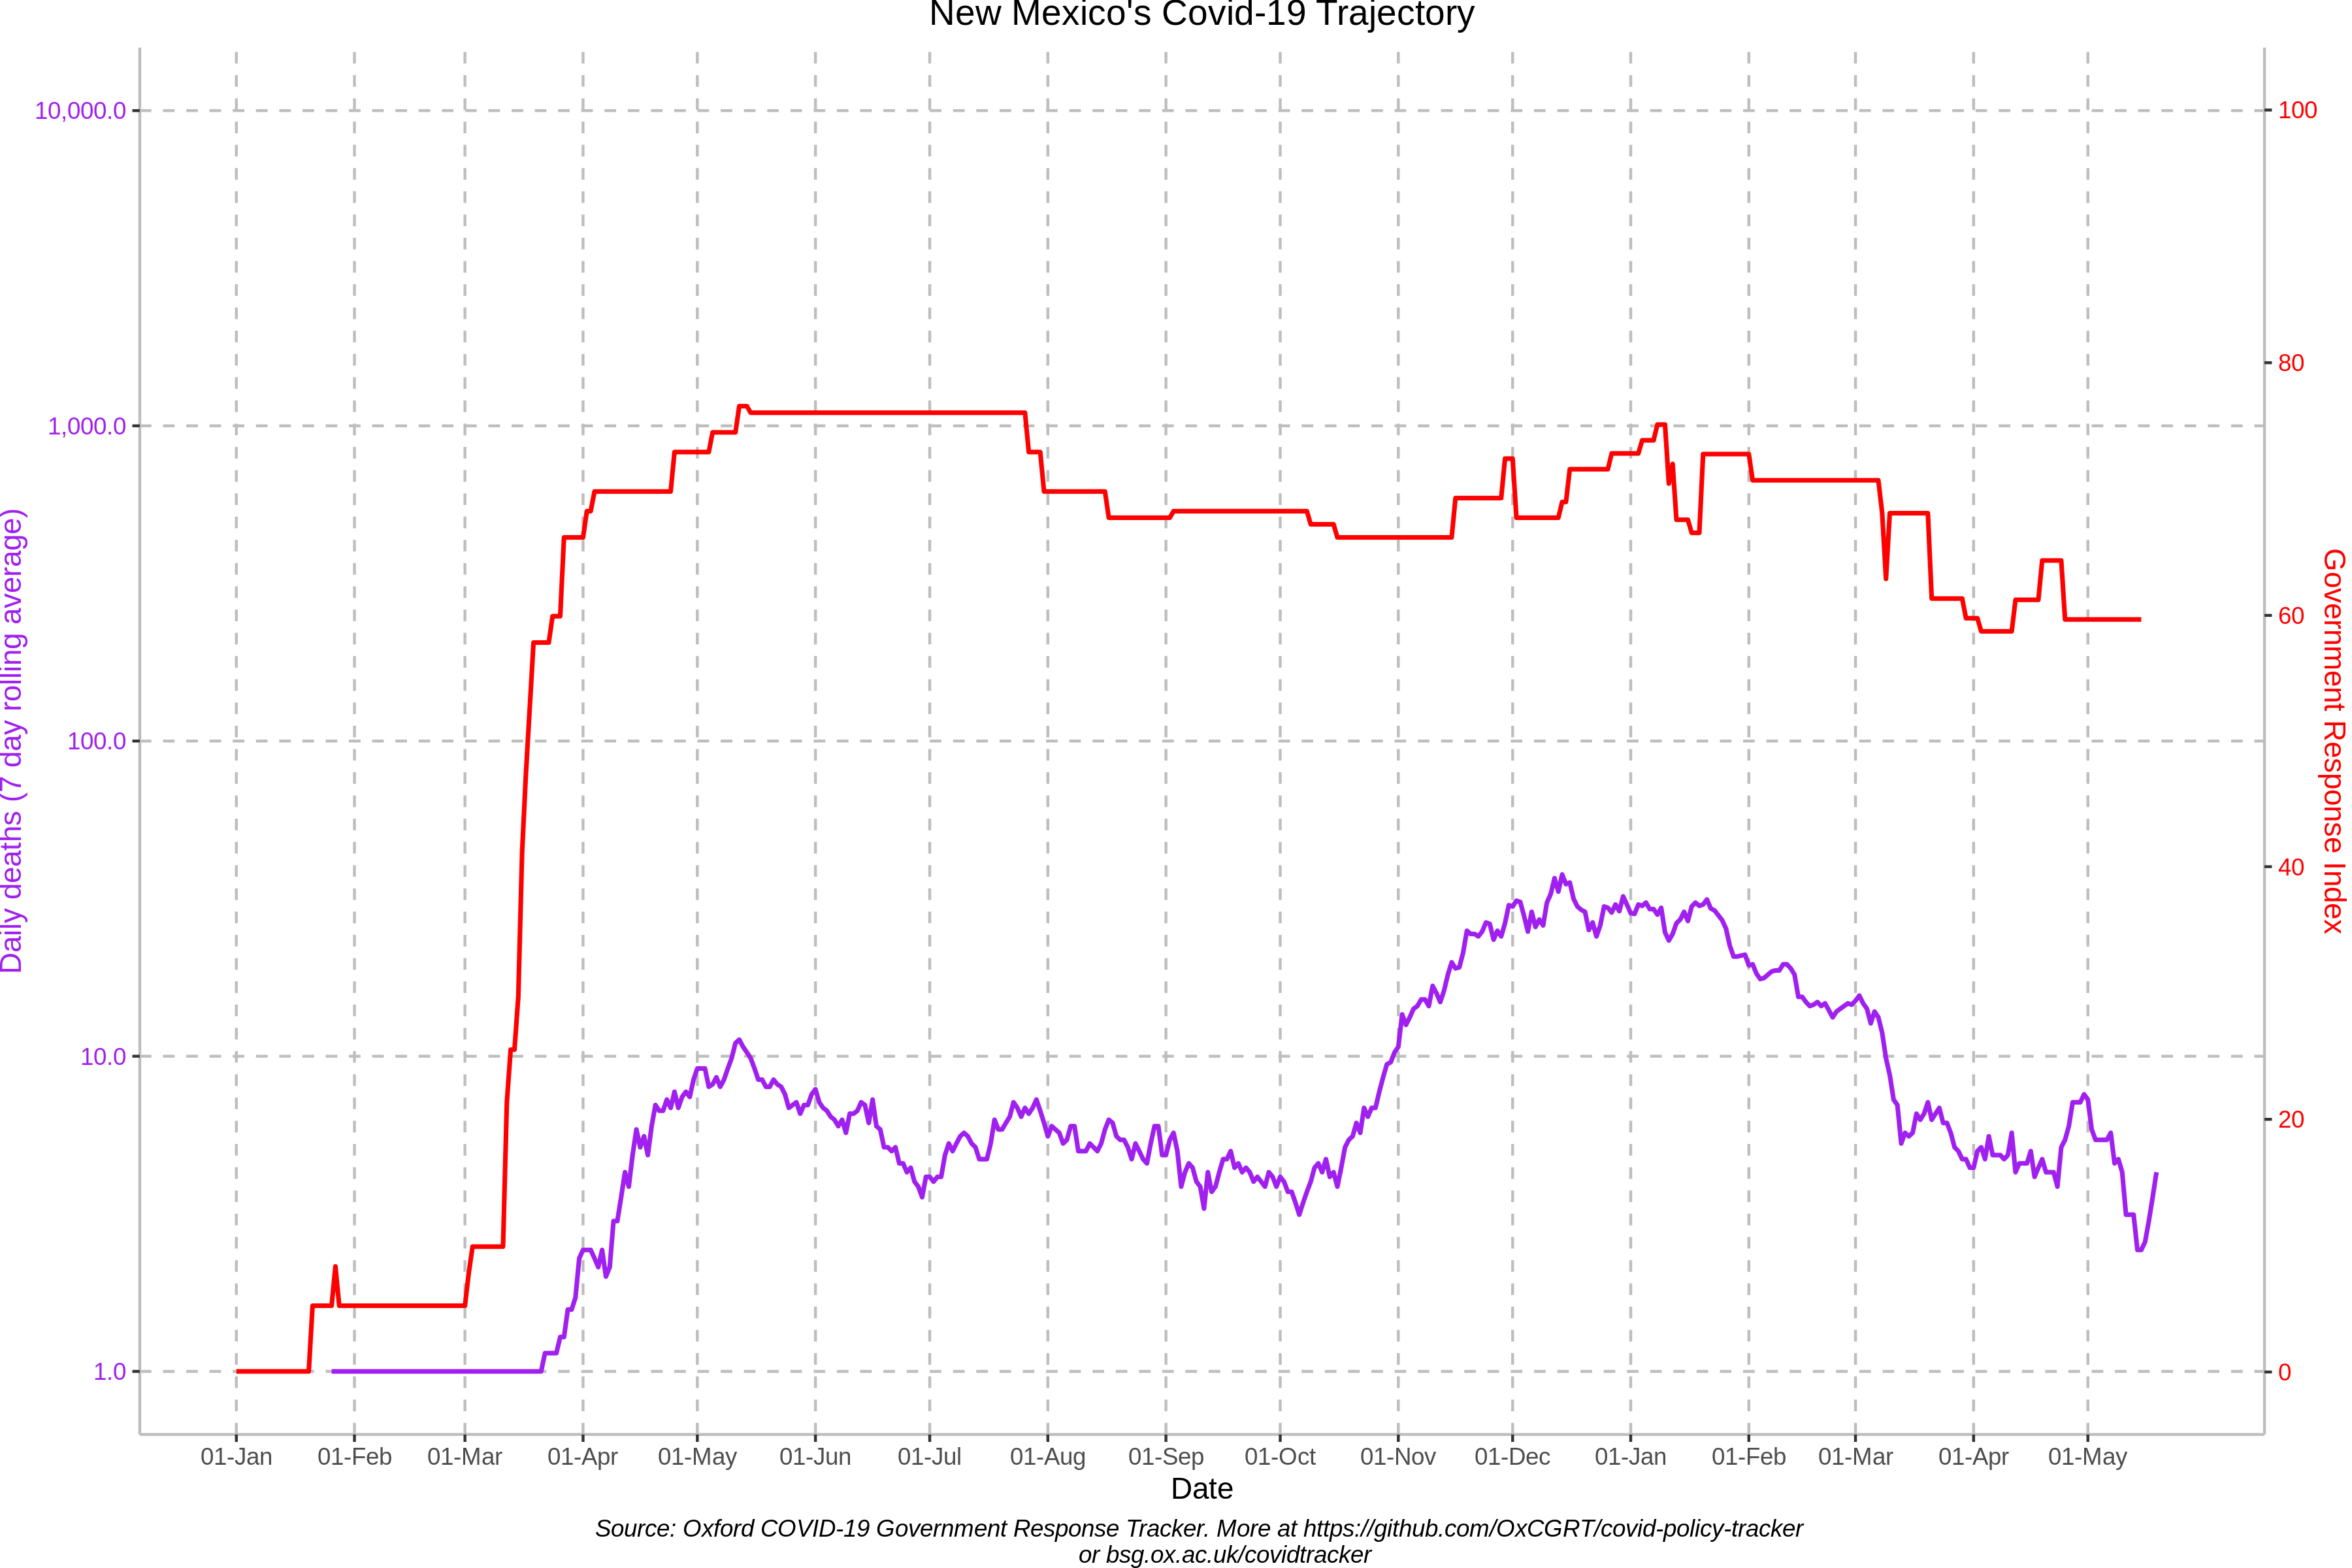 New Mexico's Covid-19 Trajectory
10,000.0
1,000.0
100.0
10.0
1.0
Daily deaths (7 day rolling average)
100
80
60
40
20
0
Government Response Index
01-Jan 01-Feb 01-Mar 01-Apr 01-May 01-Jun 01-Jul 01-Aug 01-Sep 01-Oct 01-Nov 01-Dec 01-Jan 01-Feb 01-Mar 01-Apr 01-May
Date
Source: Oxford COVID-19 Government Response Tracker. More at https://github.com/OxCGRT/covid-policy-tracker
or bsg.ox.ac.uk/covidtracker